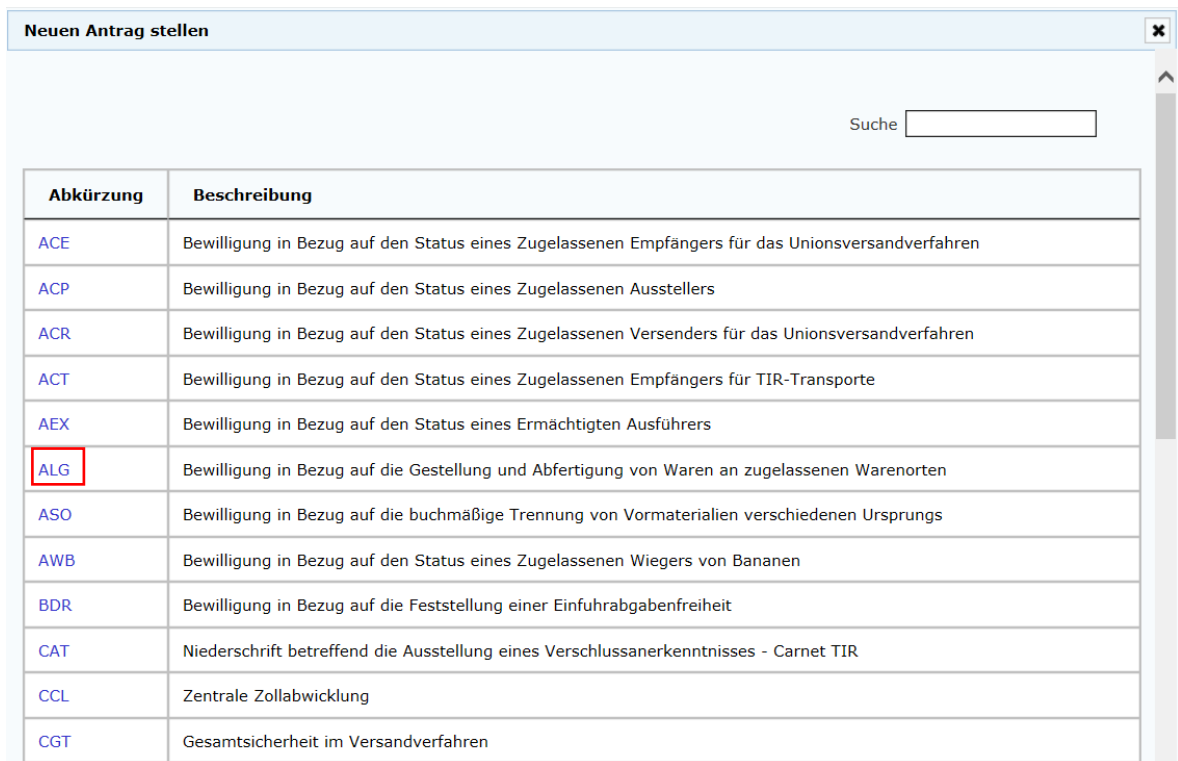 Neuen Antrag stellen
Suche
Abkürzung Beschreibung
ACE Bewilligung in Bezug auf den Status eines Zugelassenen Empfängers für das Unionsversandverfahren
ACP Bewilligung in Bezug auf den Status eines Zugelassenen Ausstellers
ACR Bewilligung in Bezug auf den Status eines Zugelassenen Versenders für das Unionsversandverfahren
ACT Bewilligung in Bezug auf den Status eines Zugelassenen Empfängers für TIR-Transporte
AEX Bewilligung in Bezug auf den Status eines Ermächtigten Ausführers
ALG Bewilligung in Bezug auf die Gestellung und Abfertigung von Waren an zugelassenen Warenorten
ASO Bewilligung in Bezug auf die buchmäßige Trennung von Vormaterialien verschiedenen Ursprungs
AWB Bewilligung in Bezug auf den Status eines Zugelassenen Wiegers von Bananen
BDR Bewilligung in Bezug auf die Feststellung einer Einfuhrabgabenfreiheit
CAT Niederschrift betreffend die Ausstellung eines Verschlussanerkenntnisses - Carnet TIR
CCL Zentrale Zollabwicklung
CGT Gesamtsicherheit im Versandverfahren